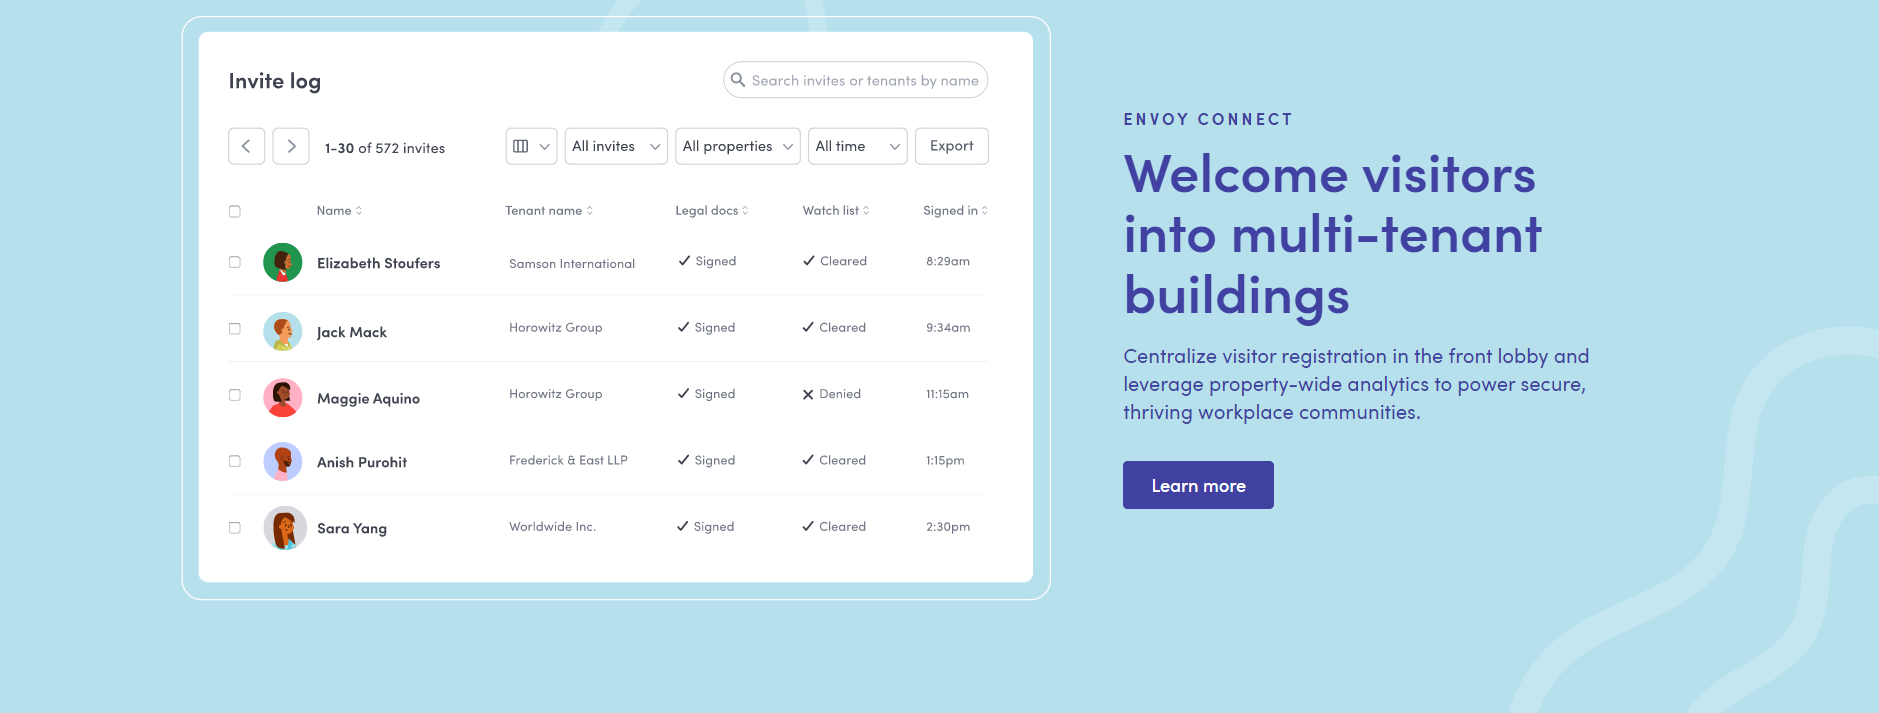 Invite log
Search invites or tenants by name
1-30 of 572 invites
All invites
All properties
All time
Export
Name
Tenant name
Legal docs
Watch list
Signed in
Elizabeth Stoufers
Samson International
Signed
Cleared
8:29am
Jack Mack
Horowitz Group
Signed
Cleared
9:34am
Maggie Aquino
Horowitz Group
Signed
Denied
11:15am
Anish Purohit
Frederick & East LLP
Signed
Cleared
1:15pm
Sara Yang
Worldwide Inc.
Signed
Cleared
2:30pm
ENVOY CONNECT
Welcome visitors
into multi-tenant
buildings
Centralize visitor registration in the front lobby and
leverage property-wide analytics to power secure,
thriving workplace communities.
Learn more